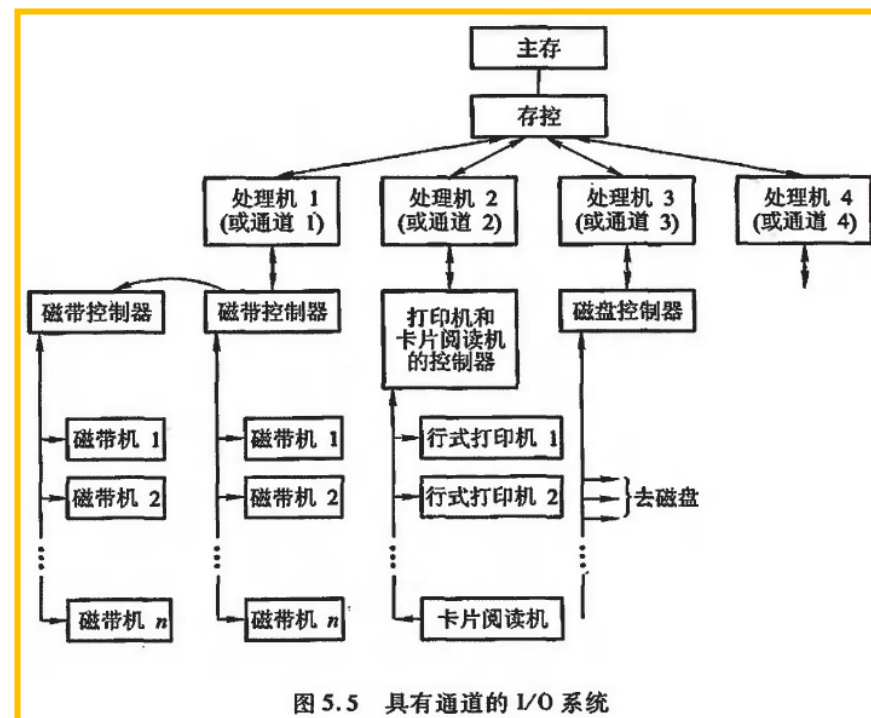 主存
存控
处理机 1
(或通道 1)
处理机 2
(或通道 2)
处理机 3
(或通道 3)
处理机 4
(或通道 4)
磁带控制器
磁带控制器
打印机和
卡片阅读机
的控制器
磁盘控制器
磁带机 1
磁带机 2
⋮
磁带机 n
磁带机 1
磁带机 2
⋮
磁带机 n
行式打印机 1
行式打印机 2
⋮
卡片阅读机
去磁盘
⋮
图 5.5 具有通道的 I/O 系统